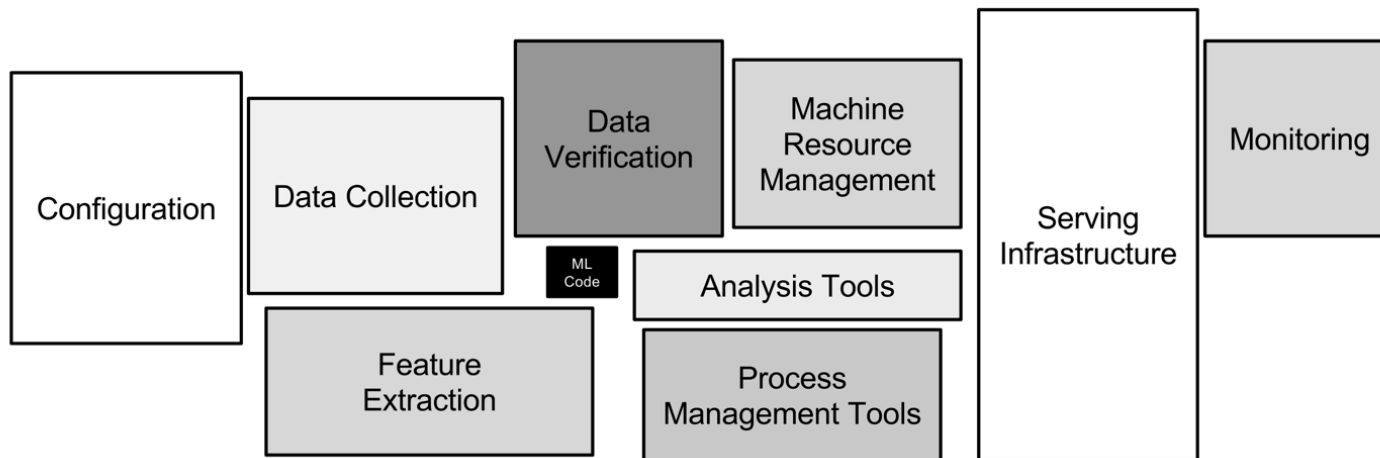 Configuration
Data Collection
Feature
Extraction
Data
Verification
ML
Code
Machine
Resource
Management
Analysis Tools
Process
Management Tools
Serving
Infrastructure
Monitoring